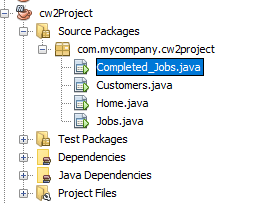 cw2Project
Source Packages
com.mycompany.cw2project
Completed_Jobs.java
Customers.java
Home.java
Jobs.java
Test Packages
Dependencies
Java Dependencies
Project Files